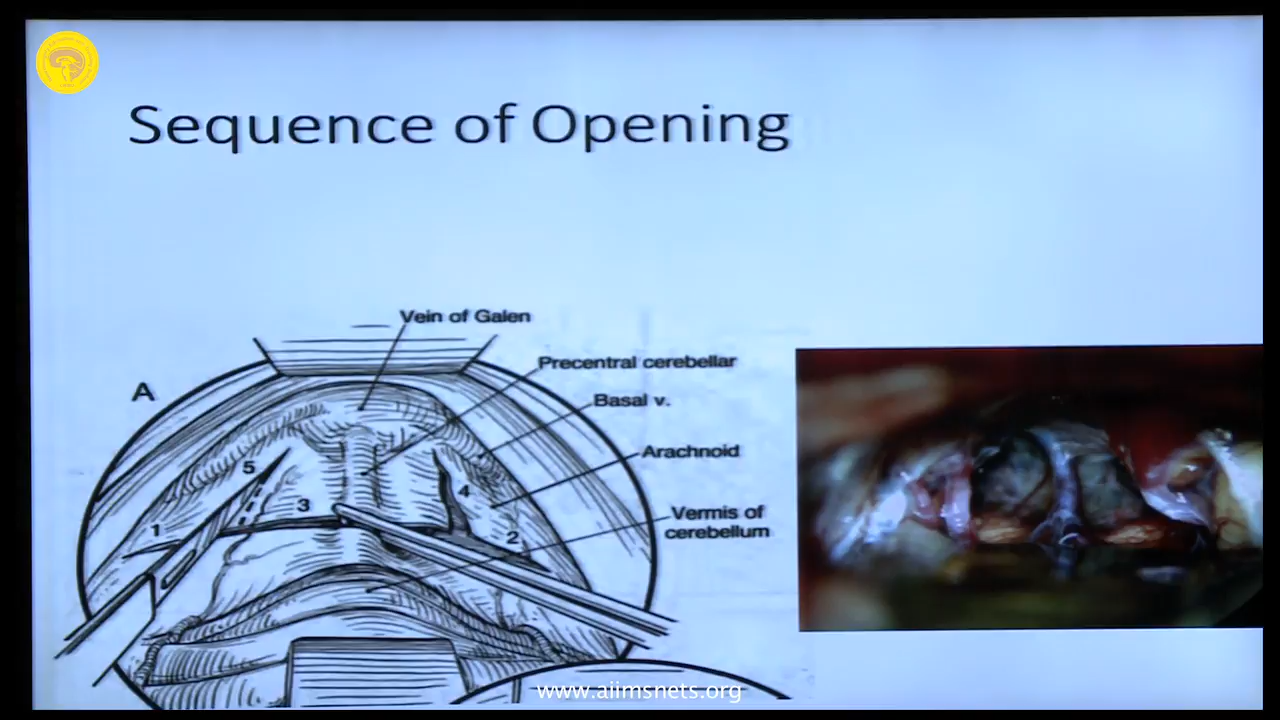 Sequence of Opening
Vein of Galen
Precentral cerebellar
A
Basal v.
Arachnoid
5
4
3
Vermis of
cerebellum
1
2
www.aiimsnets.org